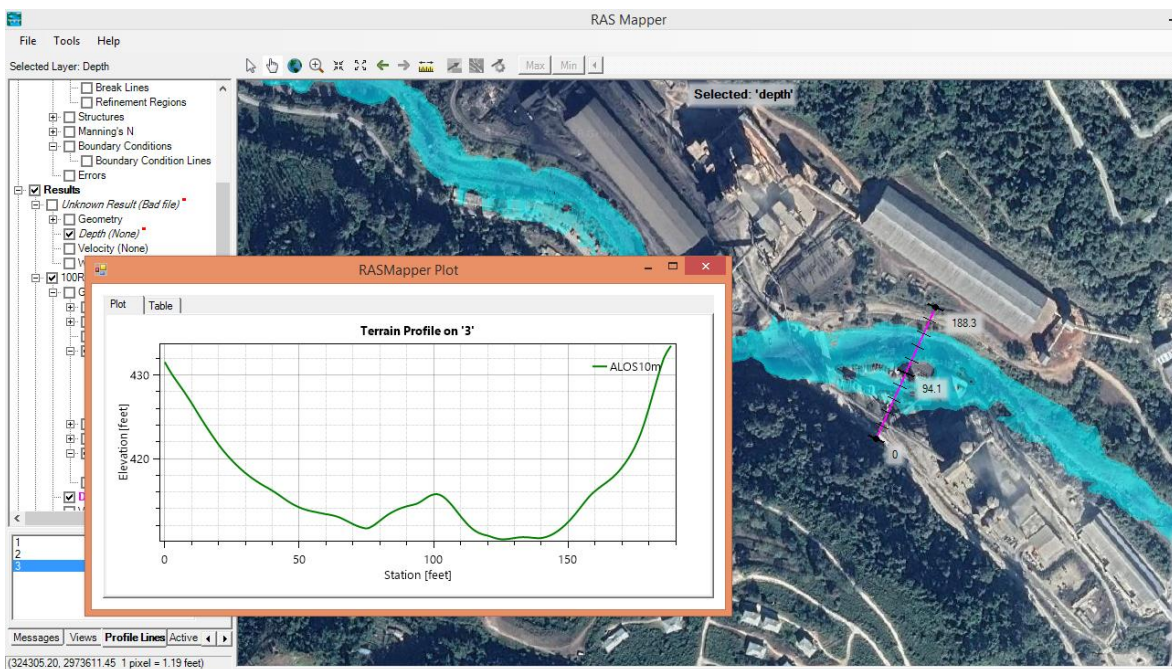 RAS Mapper
File Tools Help
Selected Layer: Depth
Max Min
Break Lines
Refinement Regions
Structures
Manning's N
Boundary Conditions
Boundary Condition Lines
Errors
Results
Unknown Result (Bad file)
Geometry
Depth (None)
Velocity (None)
Selected: 'depth'
188.3
94.1
0
RASMapper Plot
Plot Table
Terrain Profile on '3'
ALOS10m
430
420
Elevation [feet]
0 50 100 150
Station [feet]
1
2
3
Messages Views Profile Lines Active
(324305.20, 2973611.45 1 pixel = 1.19 feet)